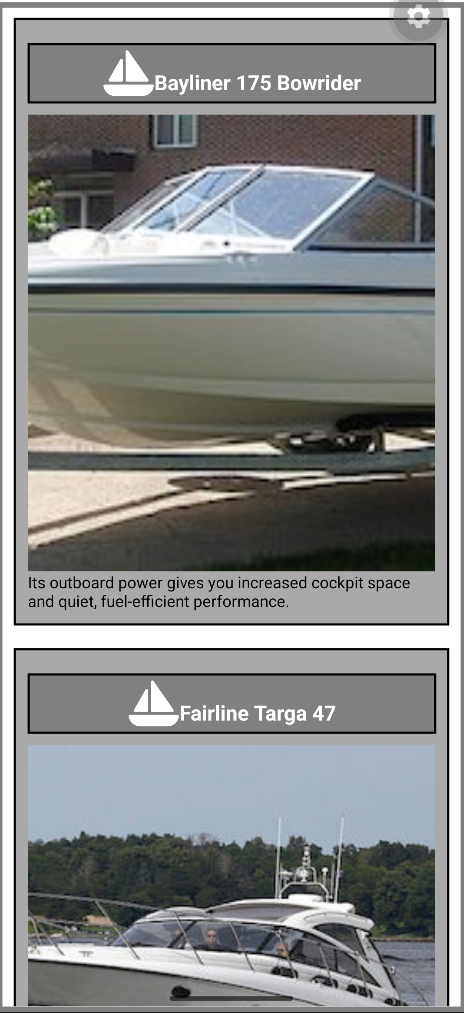 Bayliner 175 Bowrider
Its outboard power gives you increased cockpit space
and quiet, fuel-efficient performance.
Fairline Targa 47